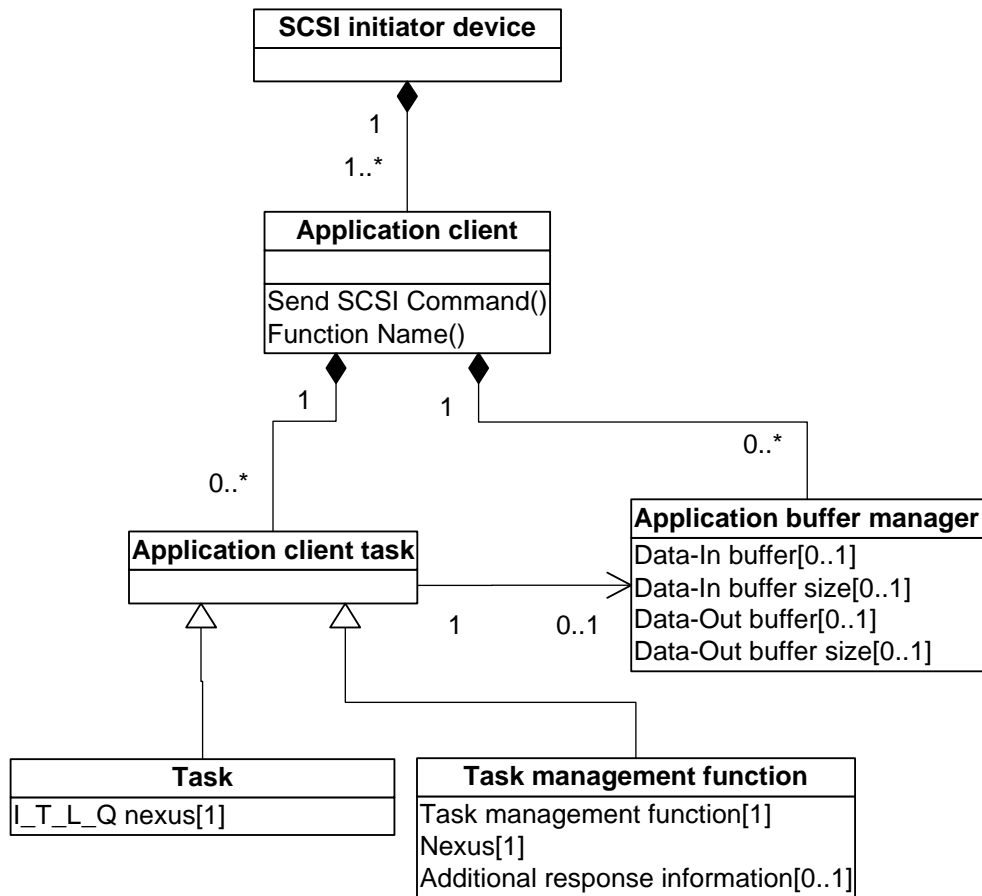 SCSI initiator device
1
1..*
Application client
Send SCSI Command()
Function Name()
1
1
0..*
0..*
Application client task
Application buffer manager
Data-In buffer[0..1]
Data-In buffer size[0..1]
Data-Out buffer[0..1]
Data-Out buffer size[0..1]
1
0..1
Task
I_T_L_Q nexus[1]
Task management function
Task management function[1]
Nexus[1]
Additional response information[0..1]